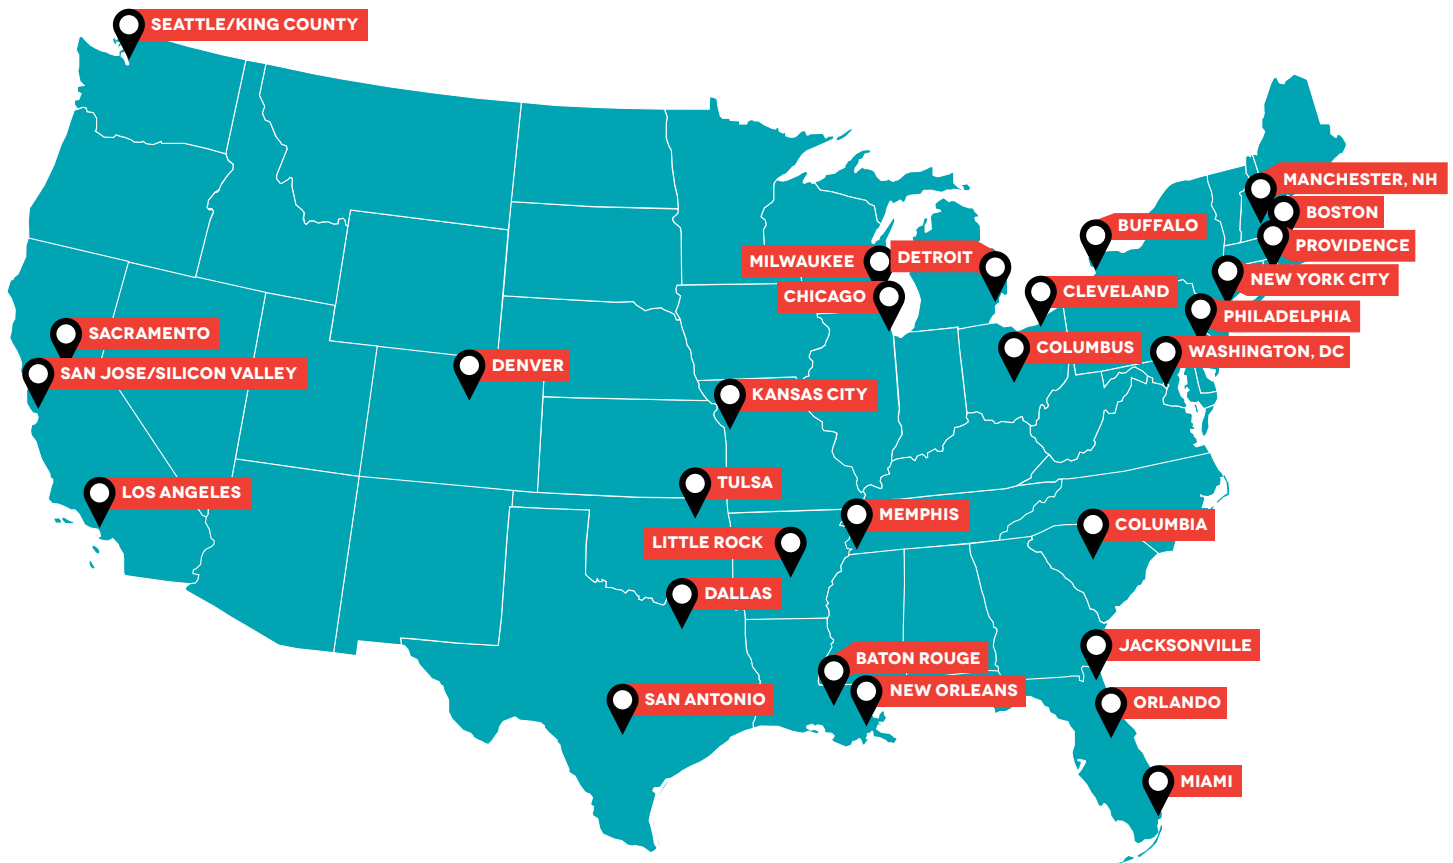 SEATTLE/KING COUNTY
MANCHESTER, NH
BOSTON
BUFFALO
PROVIDENCE
MILWAUKEE
DETROIT
NEW YORK CITY
CLEVELAND
CHICAGO
PHILADELPHIA
SACRAMENTO
COLUMBUS
WASHINGTON, DC
DENVER
SAN JOSE/SILICON VALLEY
KANSAS CITY
TULSA
LOS ANGELES
MEMPHIS
COLUMBIA
LITTLE ROCK
DALLAS
JACKSONVILLE
BATON ROUGE
NEW ORLEANS
SAN ANTONIO
ORLANDO
MIAMI